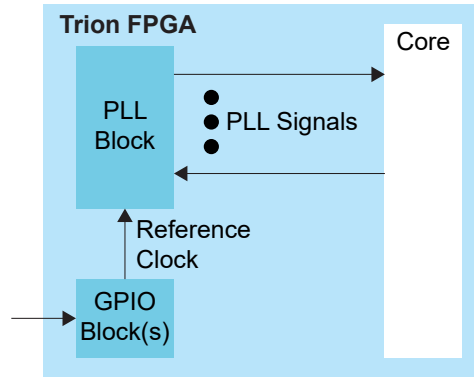 Trion FPGA
Core
PLL
Block
PLL Signals
Reference
Clock
GPIO
Block(s)